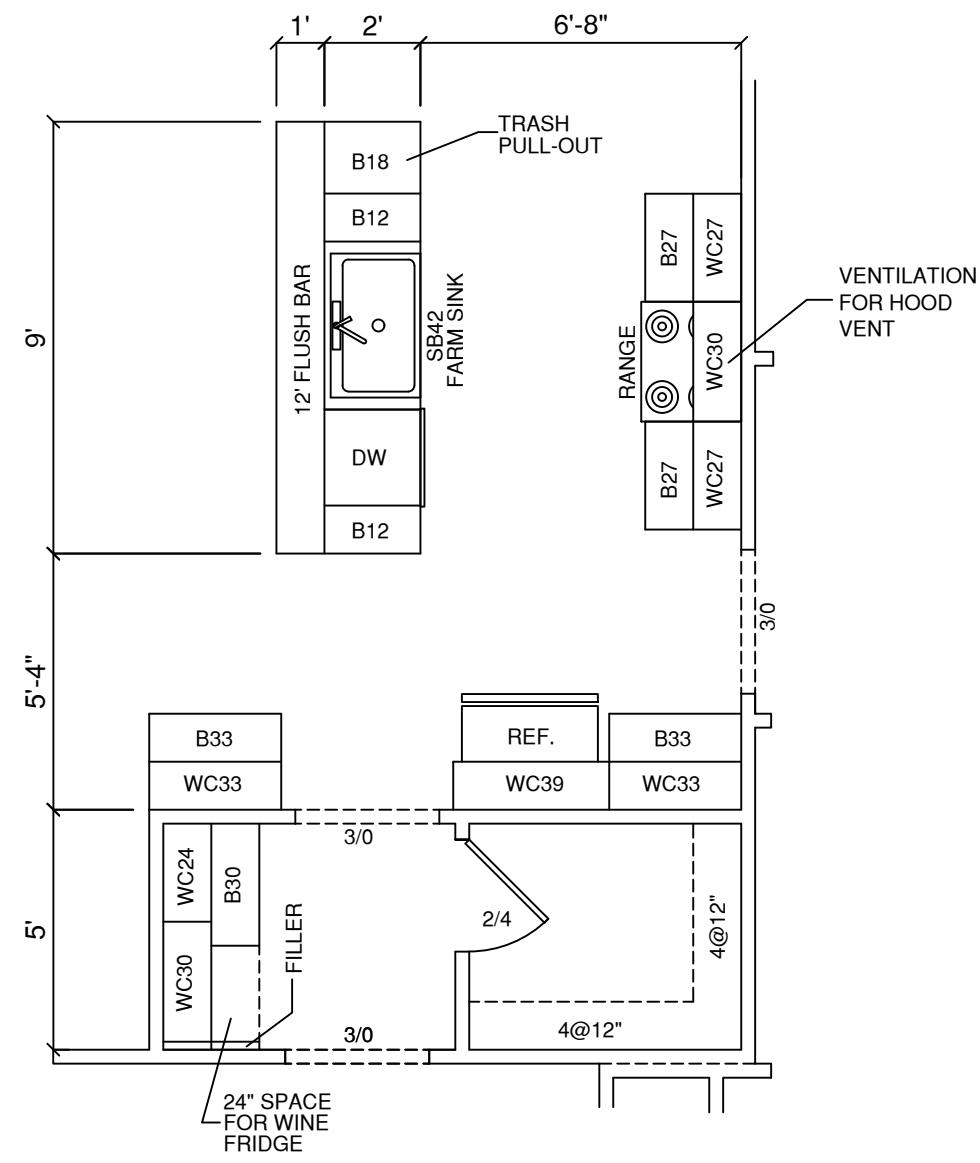 1'
2'
6'-8"
TRASH
PULL-OUT
B18
B12
9'
12' FLUSH BAR
SB42
FARM SINK
DW
B12
B27
WC27
RANGE
WC30
B27
WC27
VENTILATION
FOR HOOD
VENT
3/0
5'-4"
B33
WC33
REF.
WC39
B33
WC33
3/0
5'
WC24
B30
WC30
FILLER
2/4
4@12"
4@12"
3/0
24" SPACE
FOR WINE
FRIDGE